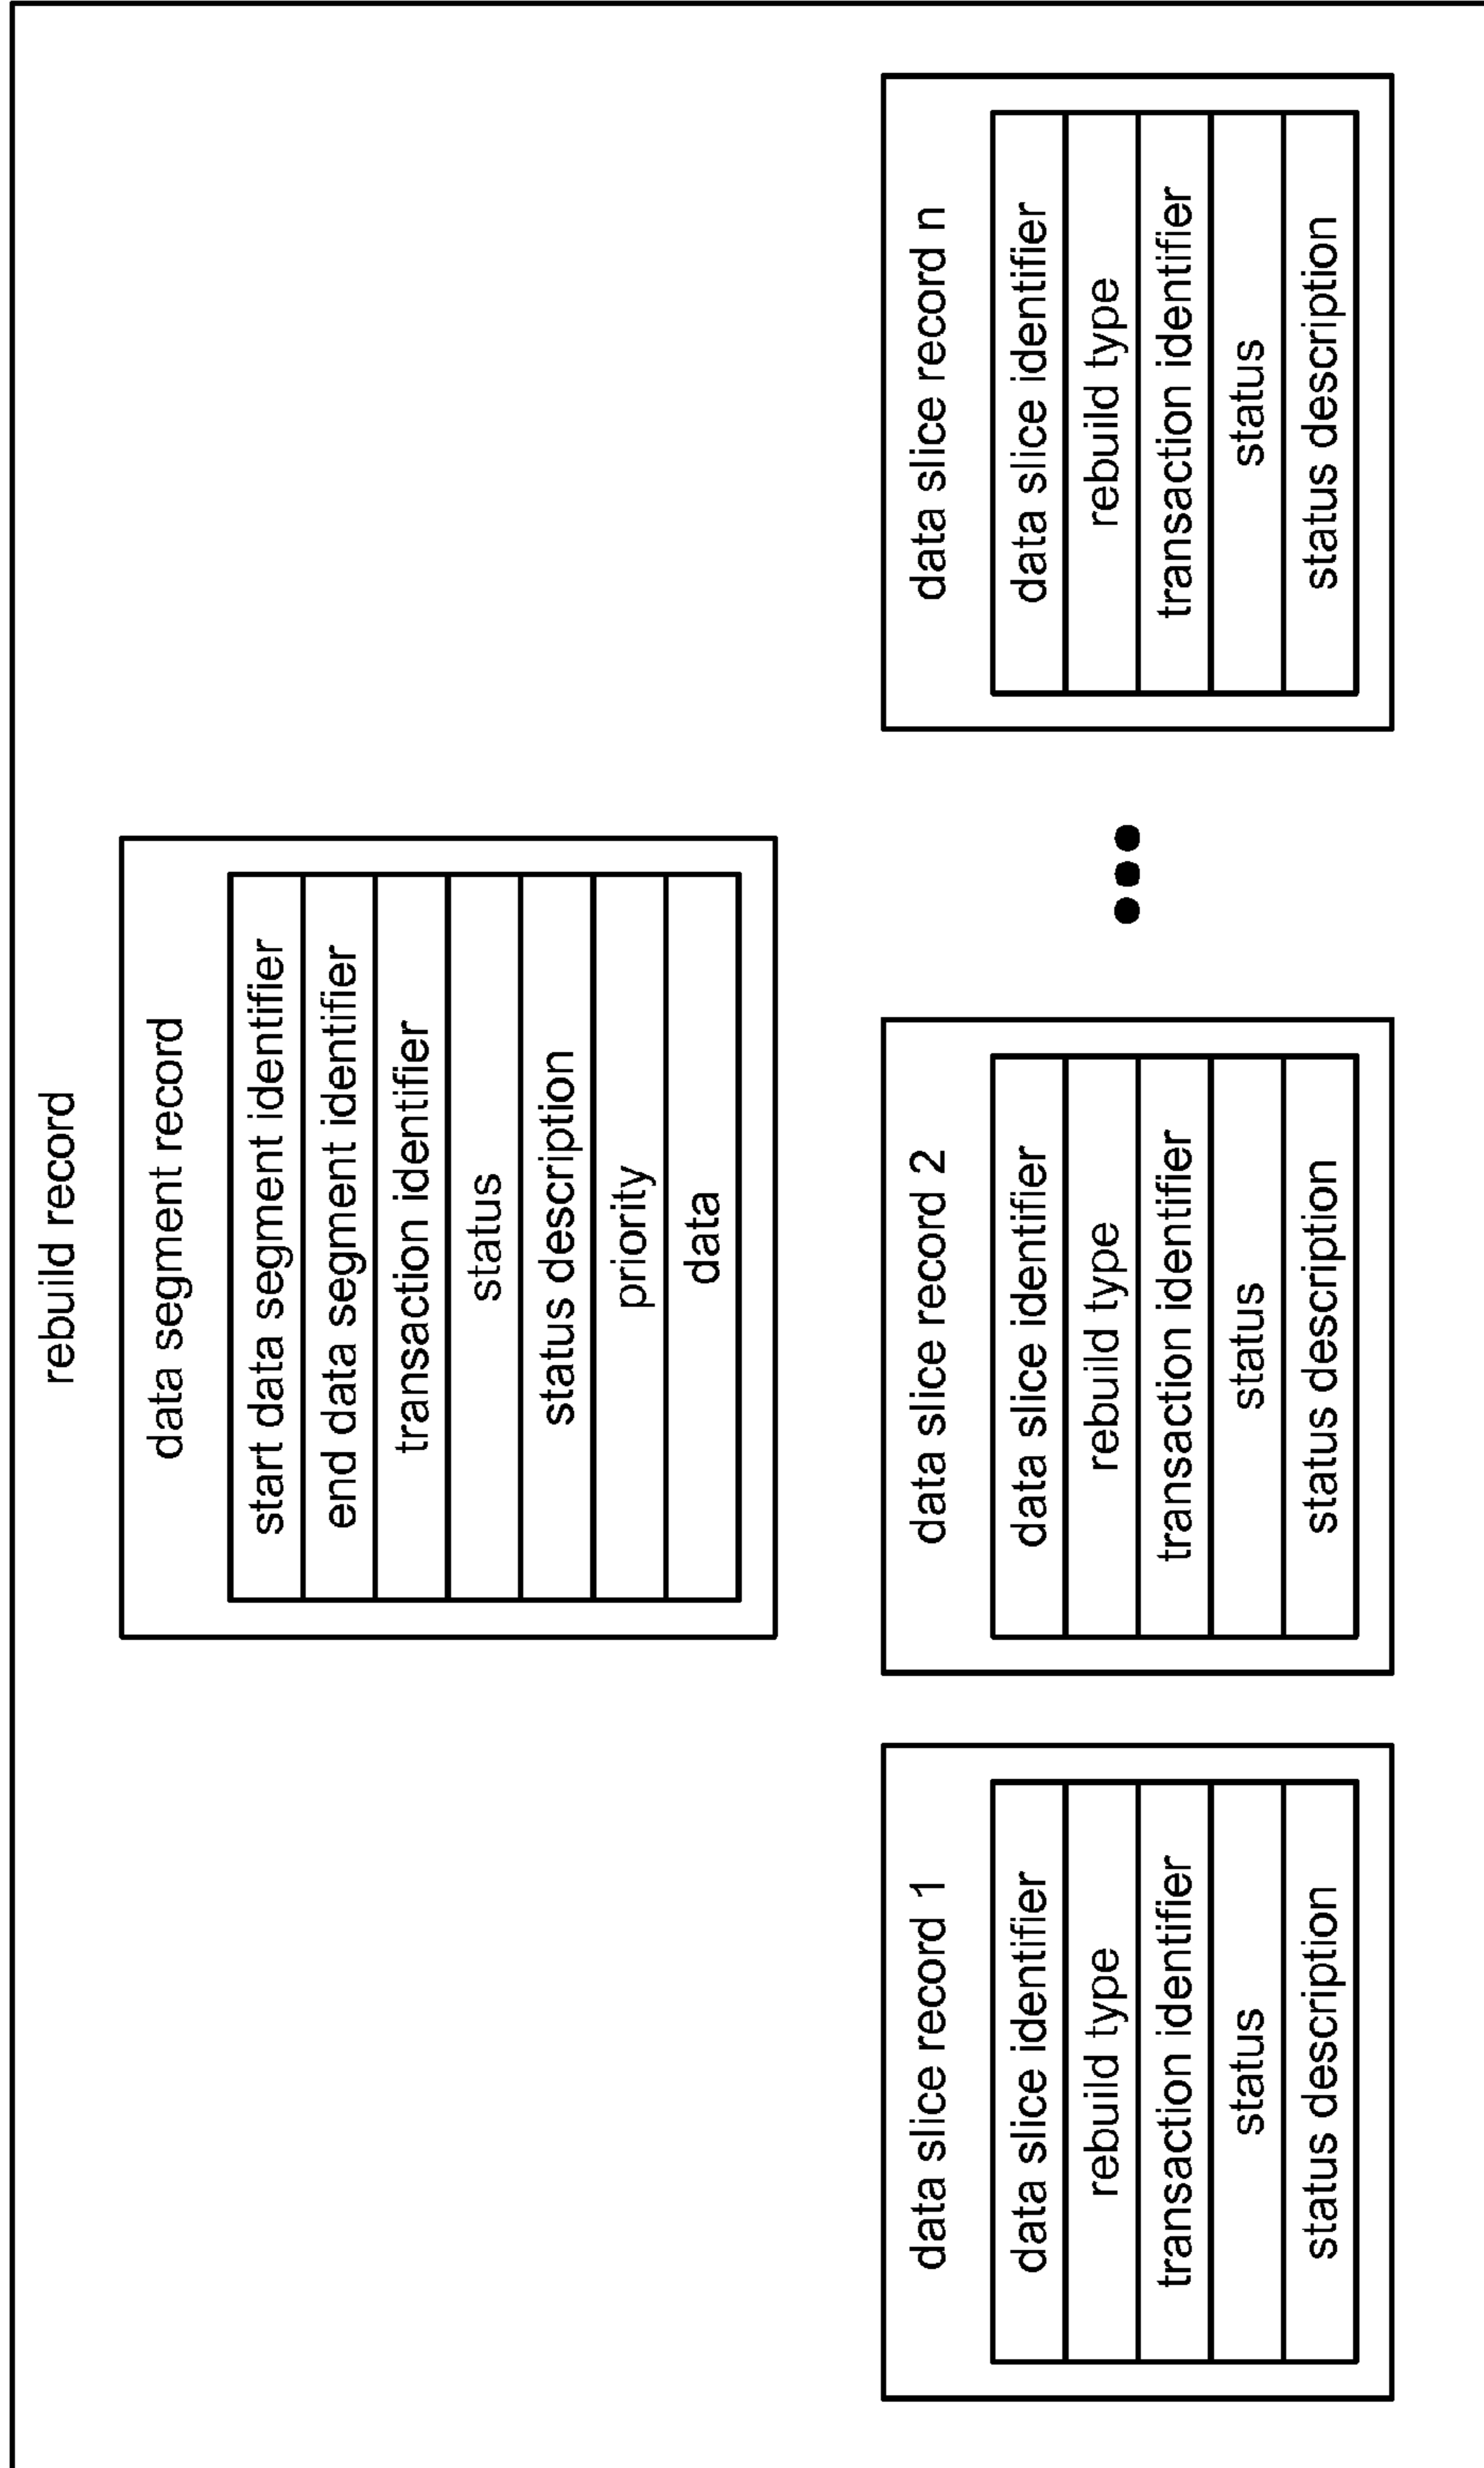 rebuild record
data segment record
start data segment identifier
end data segment identifier
transaction identifier
status
status description
priority
data
data slice record 1
data slice identifier
rebuild type
transaction identifier
status
status description
data slice record 2
data slice identifier
rebuild type
transaction identifier
status
status description
data slice record n
data slice identifier
rebuild type
transaction identifier
status
status description